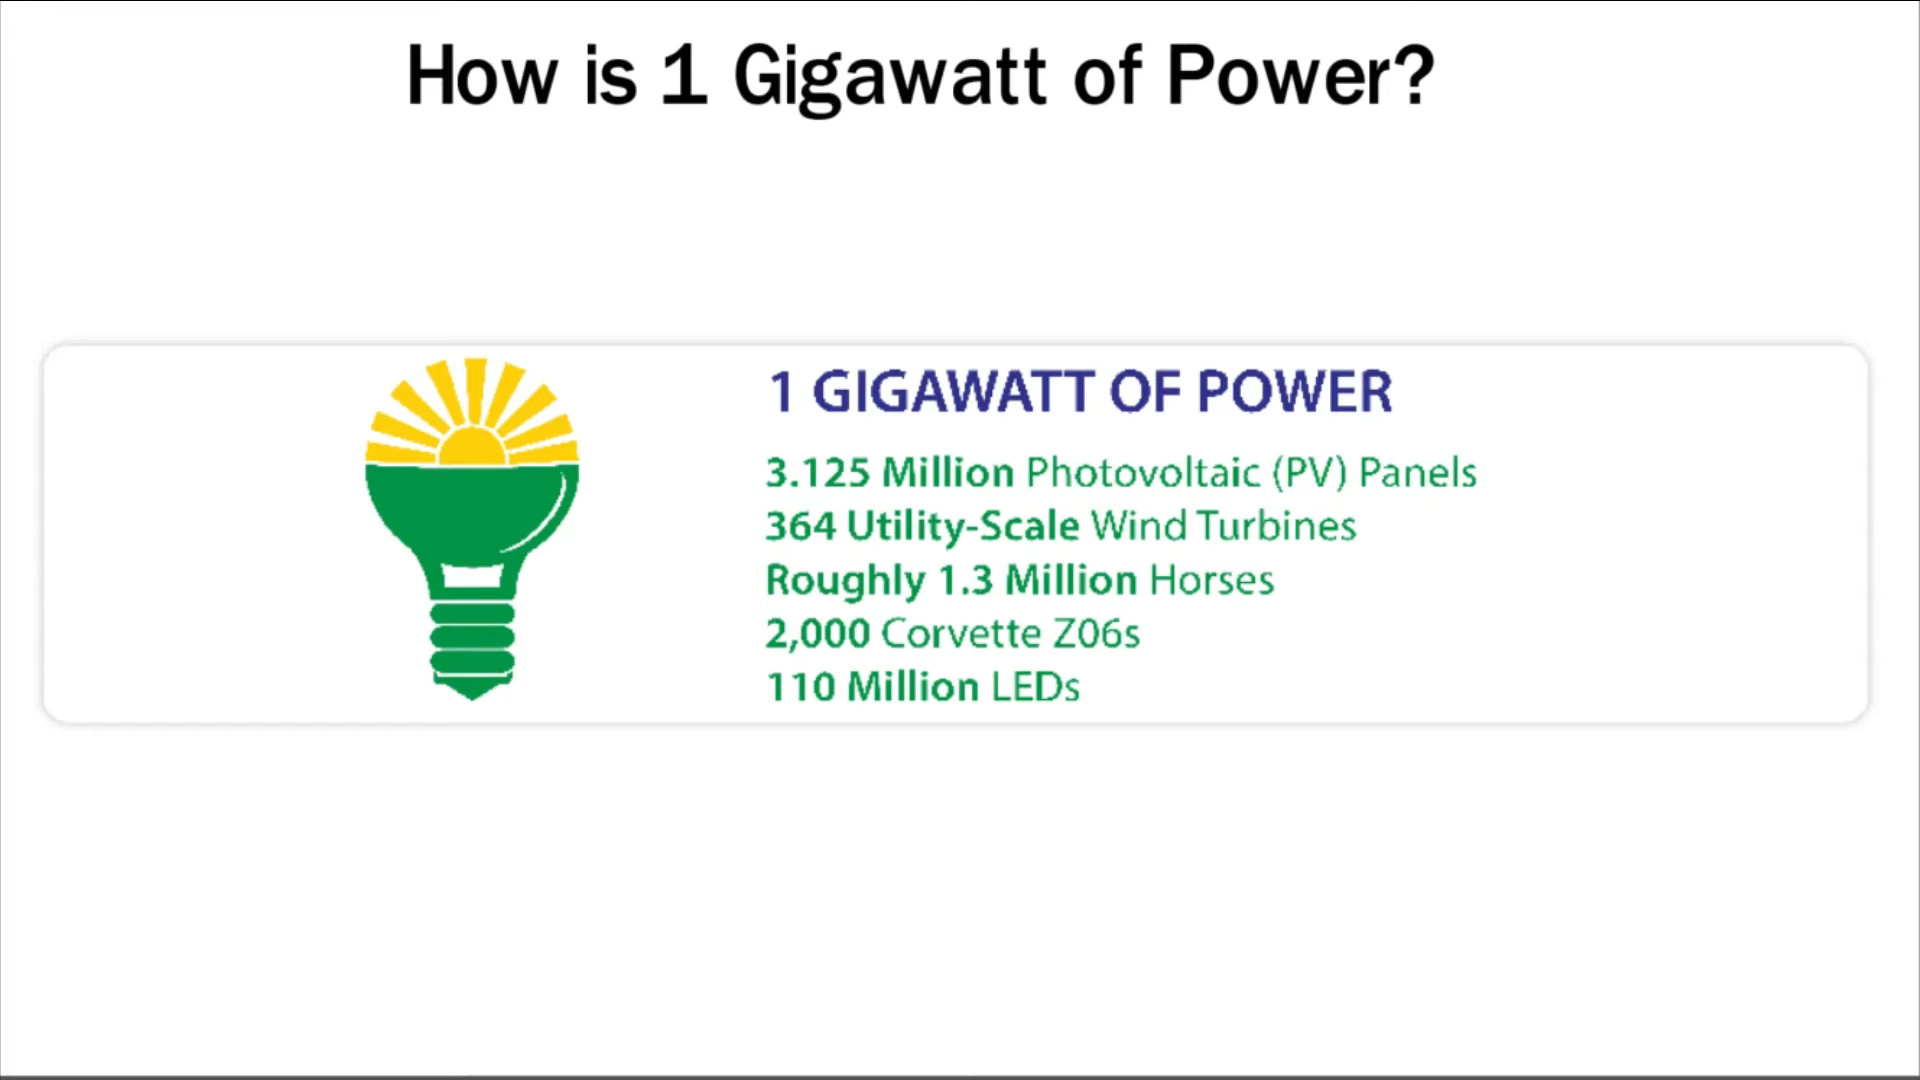 How is 1 Gigawatt of Power?
1 GIGAWATT OF POWER
3.125 Million Photovoltaic (PV) Panels
364 Utility-Scale Wind Turbines
Roughly 1.3 Million Horses
2,000 Corvette Z06s
110 Million LEDs